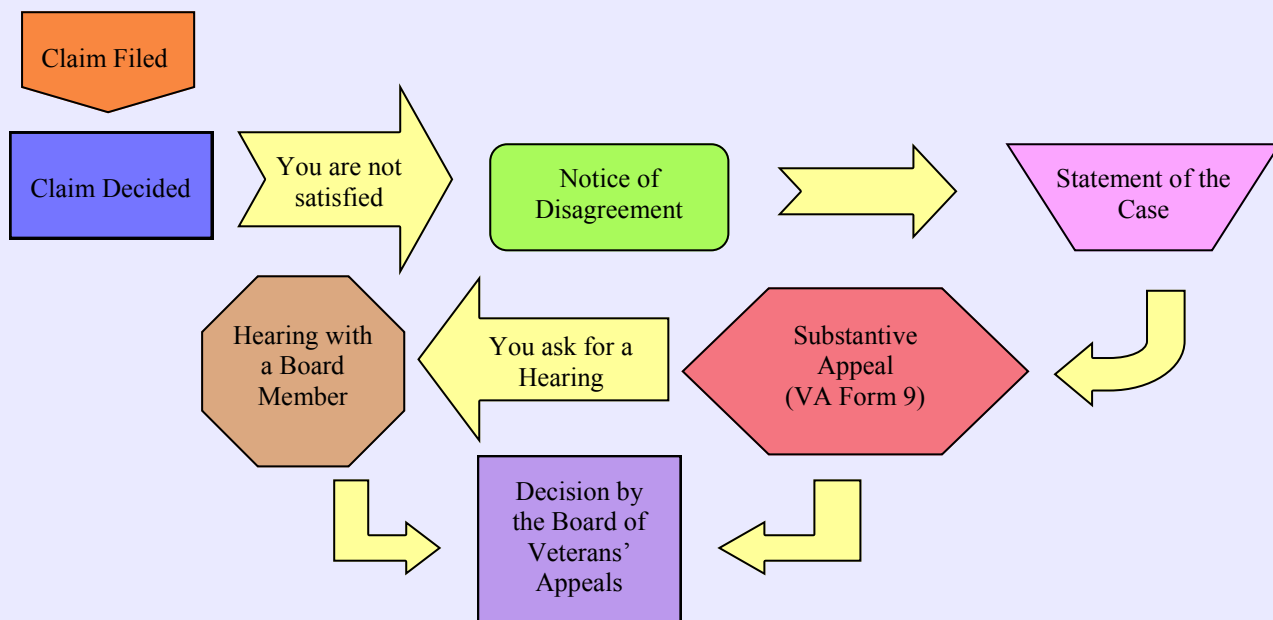 Claim Filed
Claim Decided
You are not
satisfied
Notice of
Disagreement
Statement of the
Case
Substantive
Appeal
(VA Form 9)
You ask for a
Hearing
Hearing with
a Board
Member
Decision by
the Board of
Veterans’
Appeals